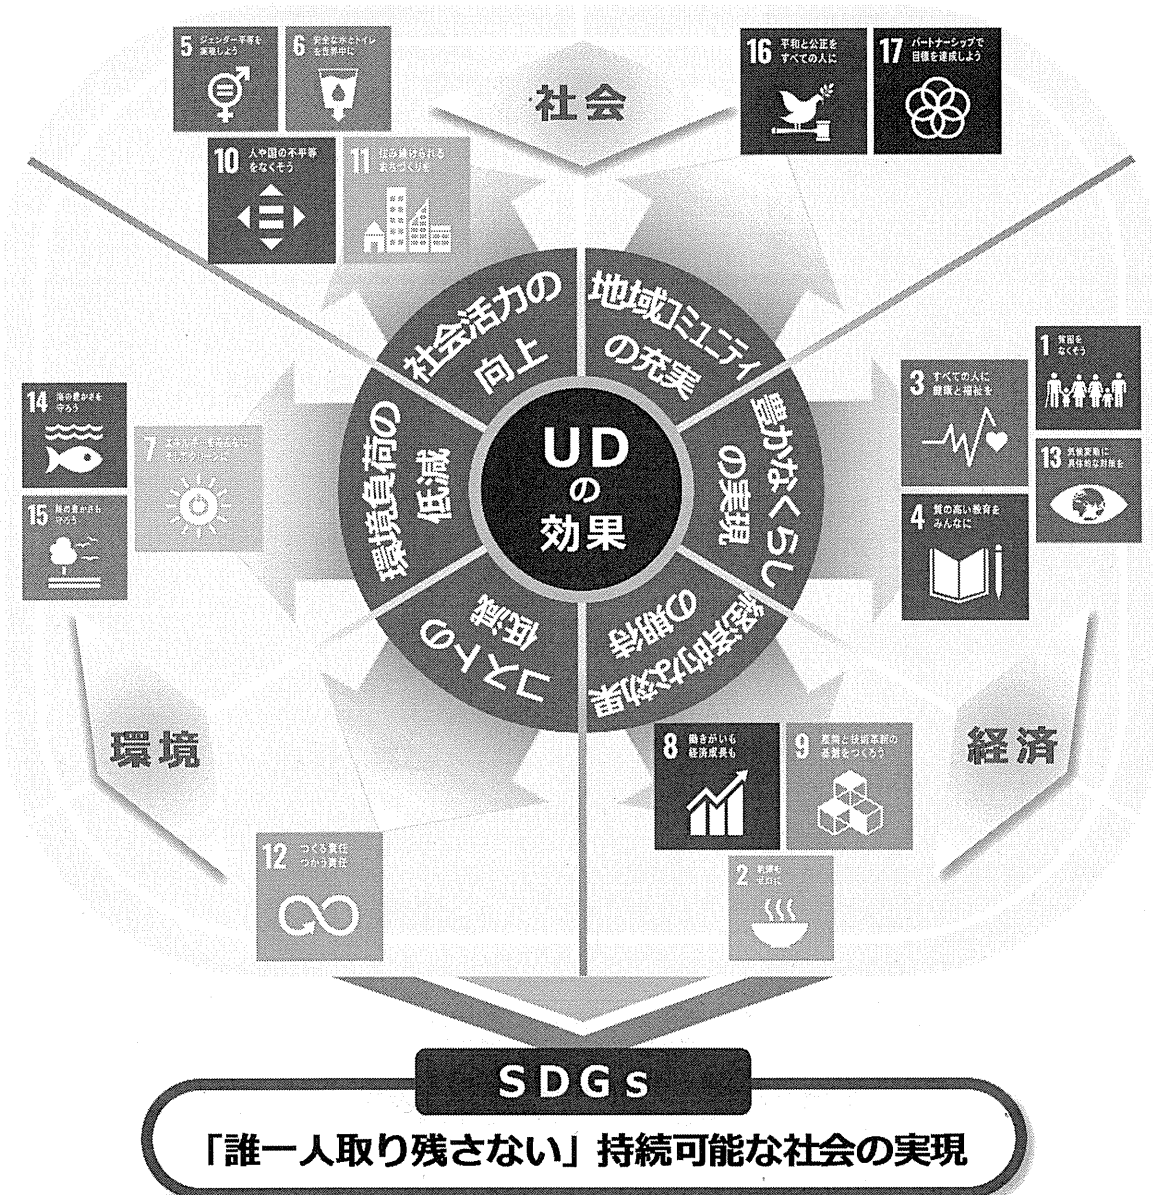 5 ジェンダー平等を
実現しよう
6 安全な水とトイレ
を世界中に
社会
16 平和と公正を
すべての人に
17 パートナーシップで
目標を達成しよう
10 人や国の不平等
をなくそう
11 住み続けられる
まちづくりを
社会活力の
向上
地域コミュニティ
の充実
1 貧困を
なくそう
3 すべての人に
健康と福祉を
14 海の豊かさを
守ろう
7
環境負荷の
低減
UD
の
効果
豊かなくらし
の実現
13 気候変動に
具体的な対策を
15 陸の豊かさも
守ろう
4 質の高い教育を
みんなに
コストの
低減
経済的な効果
の期待
環境
経済
8 働きがいも
経済成長も
9 産業と技術革新の
基盤をつくろう
12 つくる責任
つかう責任
2 飢餓を
ゼロに
SDGs
「誰一人取り残さない」持続可能な社会の実現